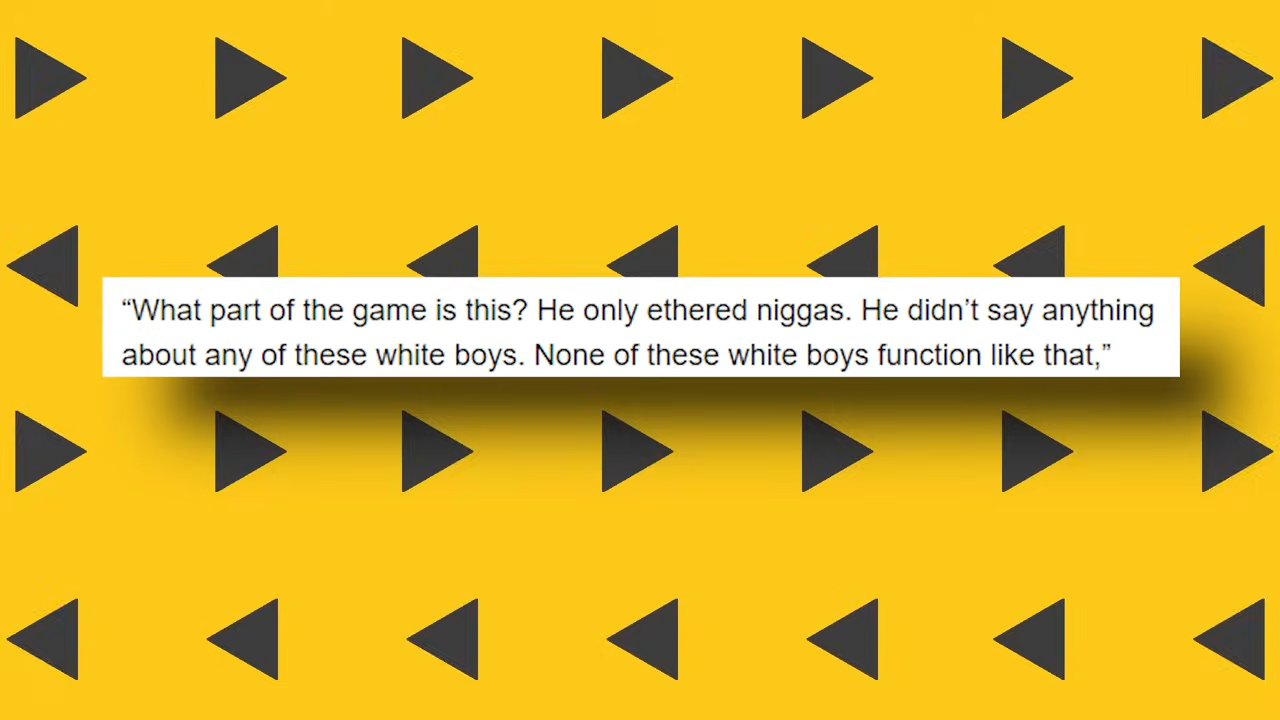 “What part of the game is this? He only ethered niggas. He didn’t say anything
about any of these white boys. None of these white boys function like that,”